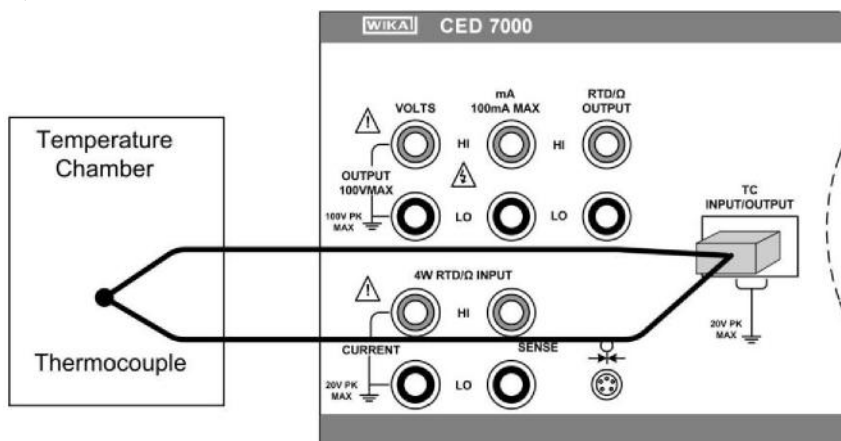 WIKA CED 7000
mA
VOLTS 100mA MAX
RTD/Ω
OUTPUT
HI HI
OUTPUT
100VMAX
LO LO
100V PK
MAX
TC
INPUT/OUTPUT
20V PK
MAX
4W RTD/Ω INPUT
HI
CURRENT SENSE
LO
20V PK
MAX
Temperature
Chamber
Thermocouple